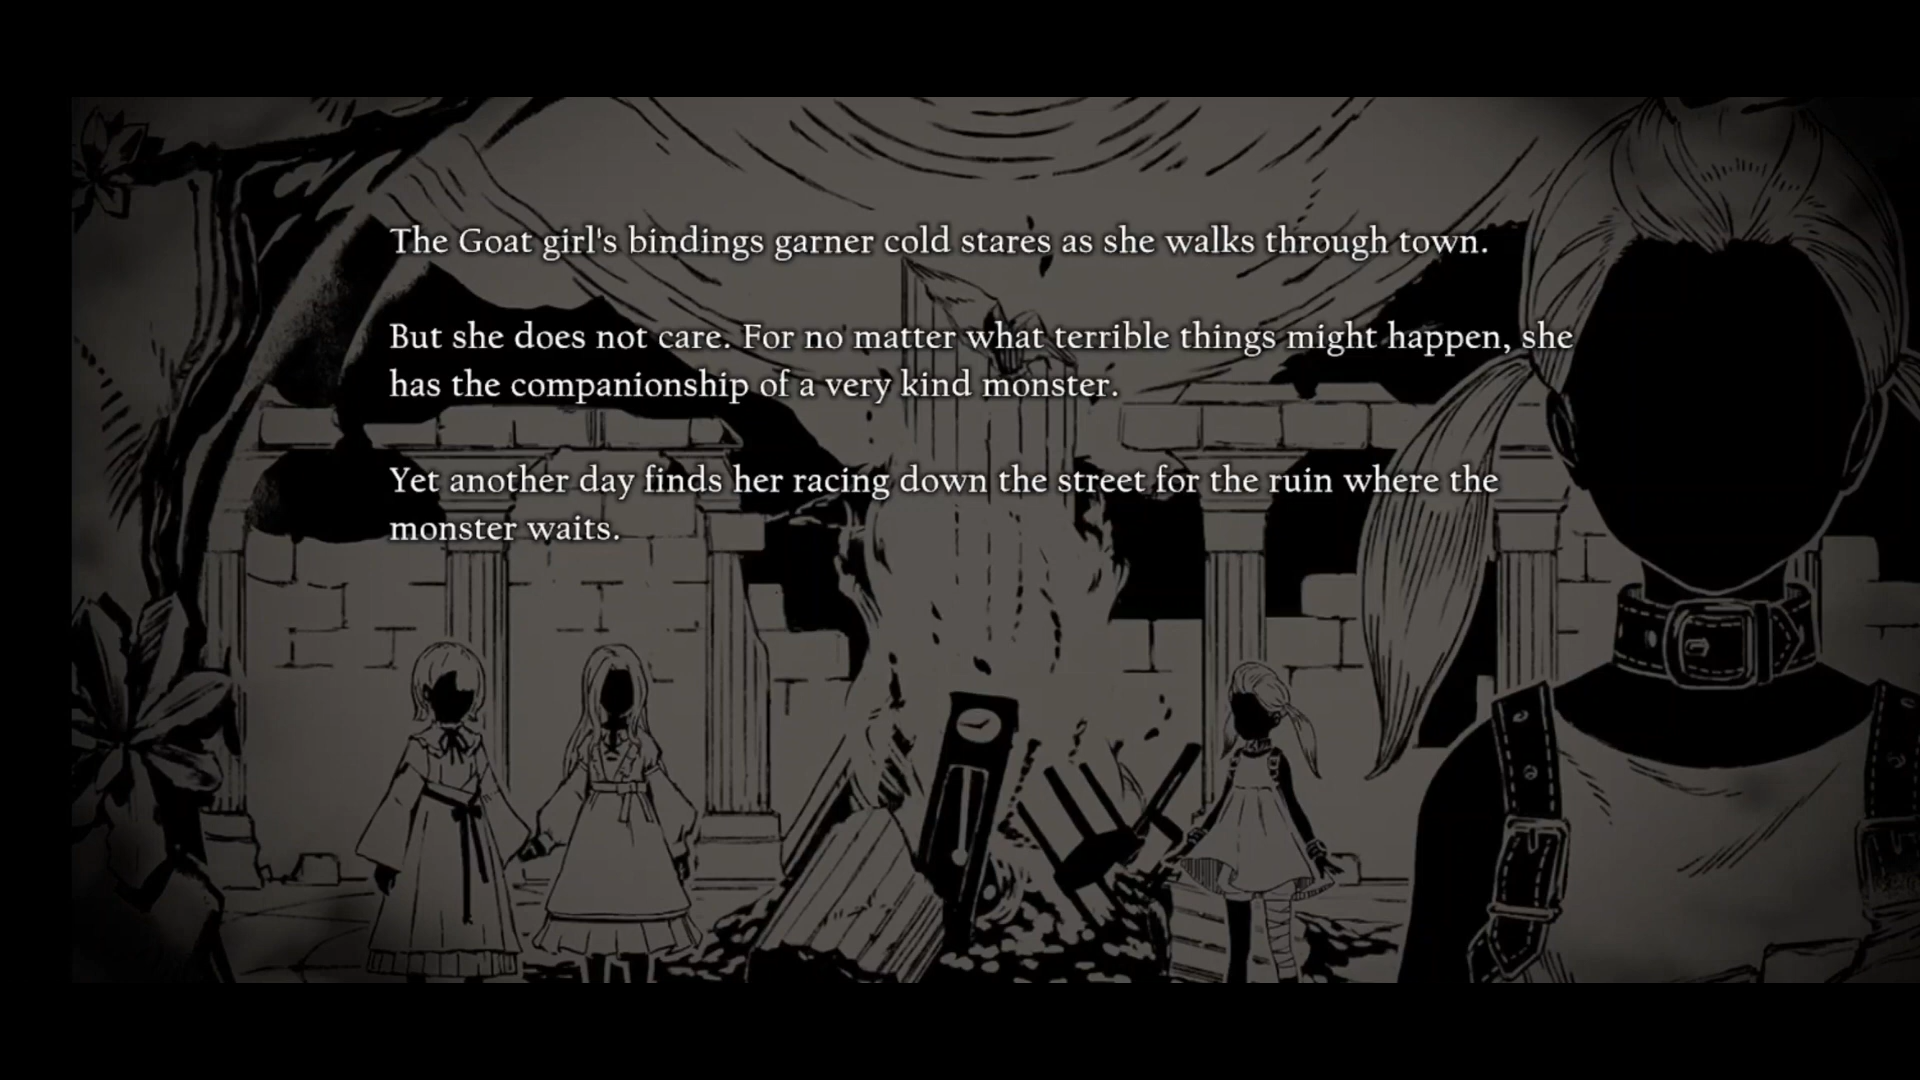 The Goat girl's bindings garner cold stares as she walks through town.
But she does not care. For no matter what terrible things might happen, she
has the companionship of a very kind monster.
Yet another day finds her racing down the street for the ruin where the
monster waits.